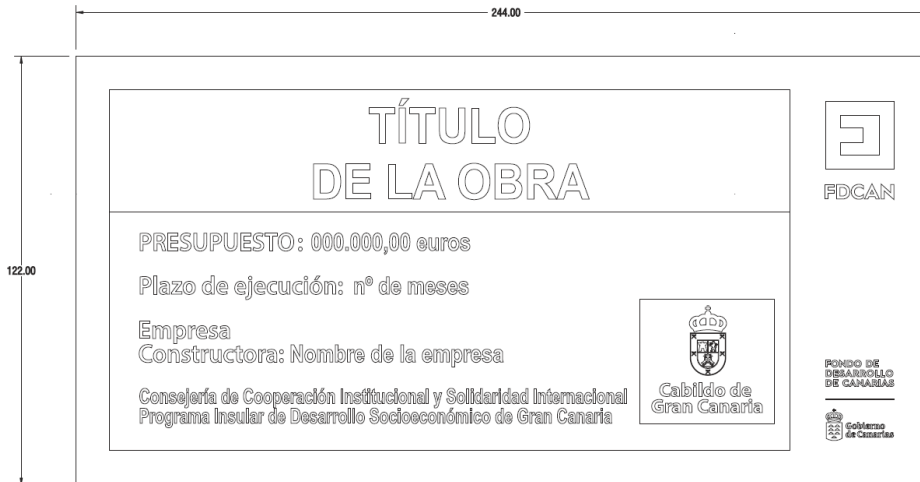 244.00
122.00
TÍTULO
DE LA OBRA
PRESUPUESTO: 000.000,00 euros
Plazo de ejecución: nº de meses
Empresa
Constructora: Nombre de la empresa
Consejería de Cooperación Institucional y Solidaridad Internacional
Programa Insular de Desarrollo Socioeconómico de Gran Canaria
Cabildo de
Gran Canaria
FDCAN
FONDO DE
DESARROLLO
DE CANARIAS
Gobierno
de Canarias